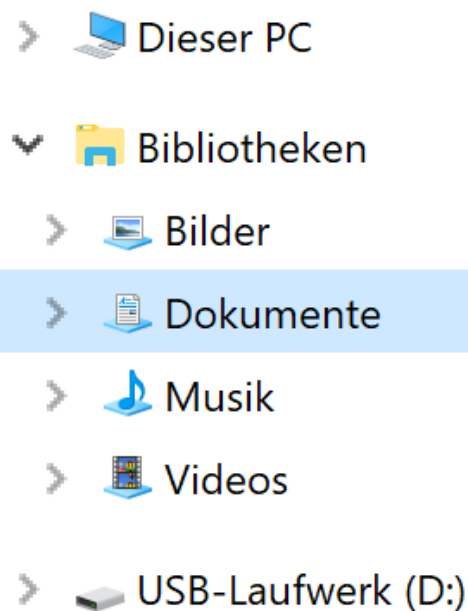 Dieser PC
Bibliotheken
Bilder
Dokumente
Musik
Videos
USB-Laufwerk (D:)